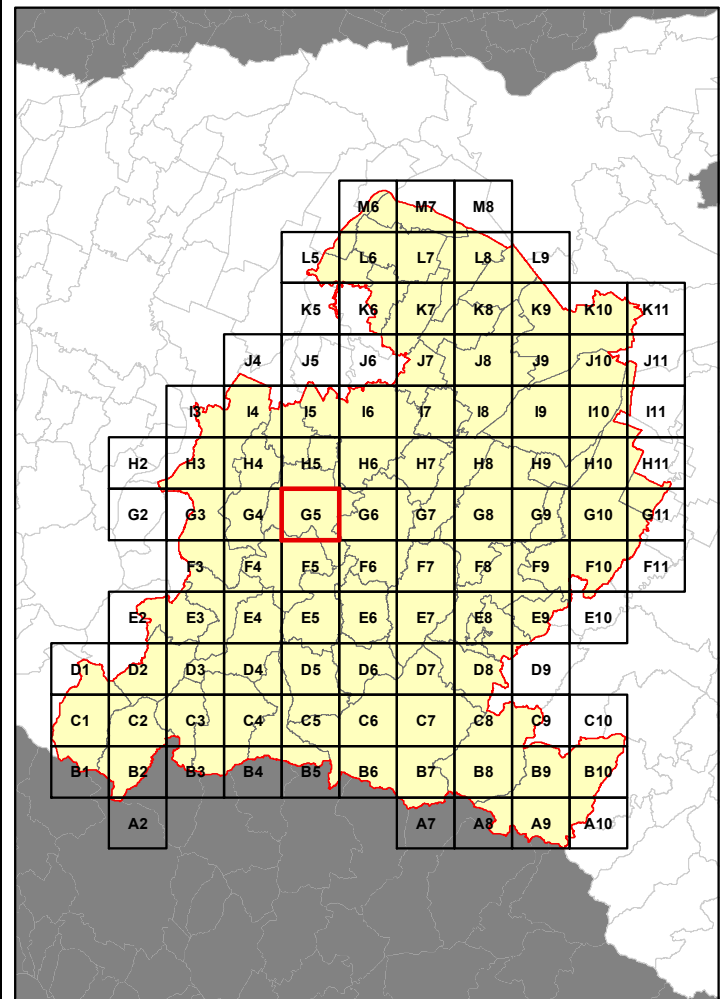 M6 M7 M8
L5 L6 L7 L8 L9
K5 K6 K7 K8 K9 K10 K11
J4 J5 J6 J7 J8 J9 J10 J11
I3 I4 I5 I6 I7 I8 I9 I10 I11
H2 H3 H4 H5 H6 H7 H8 H9 H10 H11
G2 G3 G4 G5 G6 G7 G8 G9 G10 G11
F3 F4 F5 F6 F7 F8 F9 F10 F11
E2 E3 E4 E5 E6 E7 E8 E9 E10
D1 D2 D3 D4 D5 D6 D7 D8 D9
C1 C2 C3 C4 C5 C6 C7 C8 C9 C10
B1 B2 B3 B4 B5 B6 B7 B8 B9 B10
A2 A7 A8 A9 A10